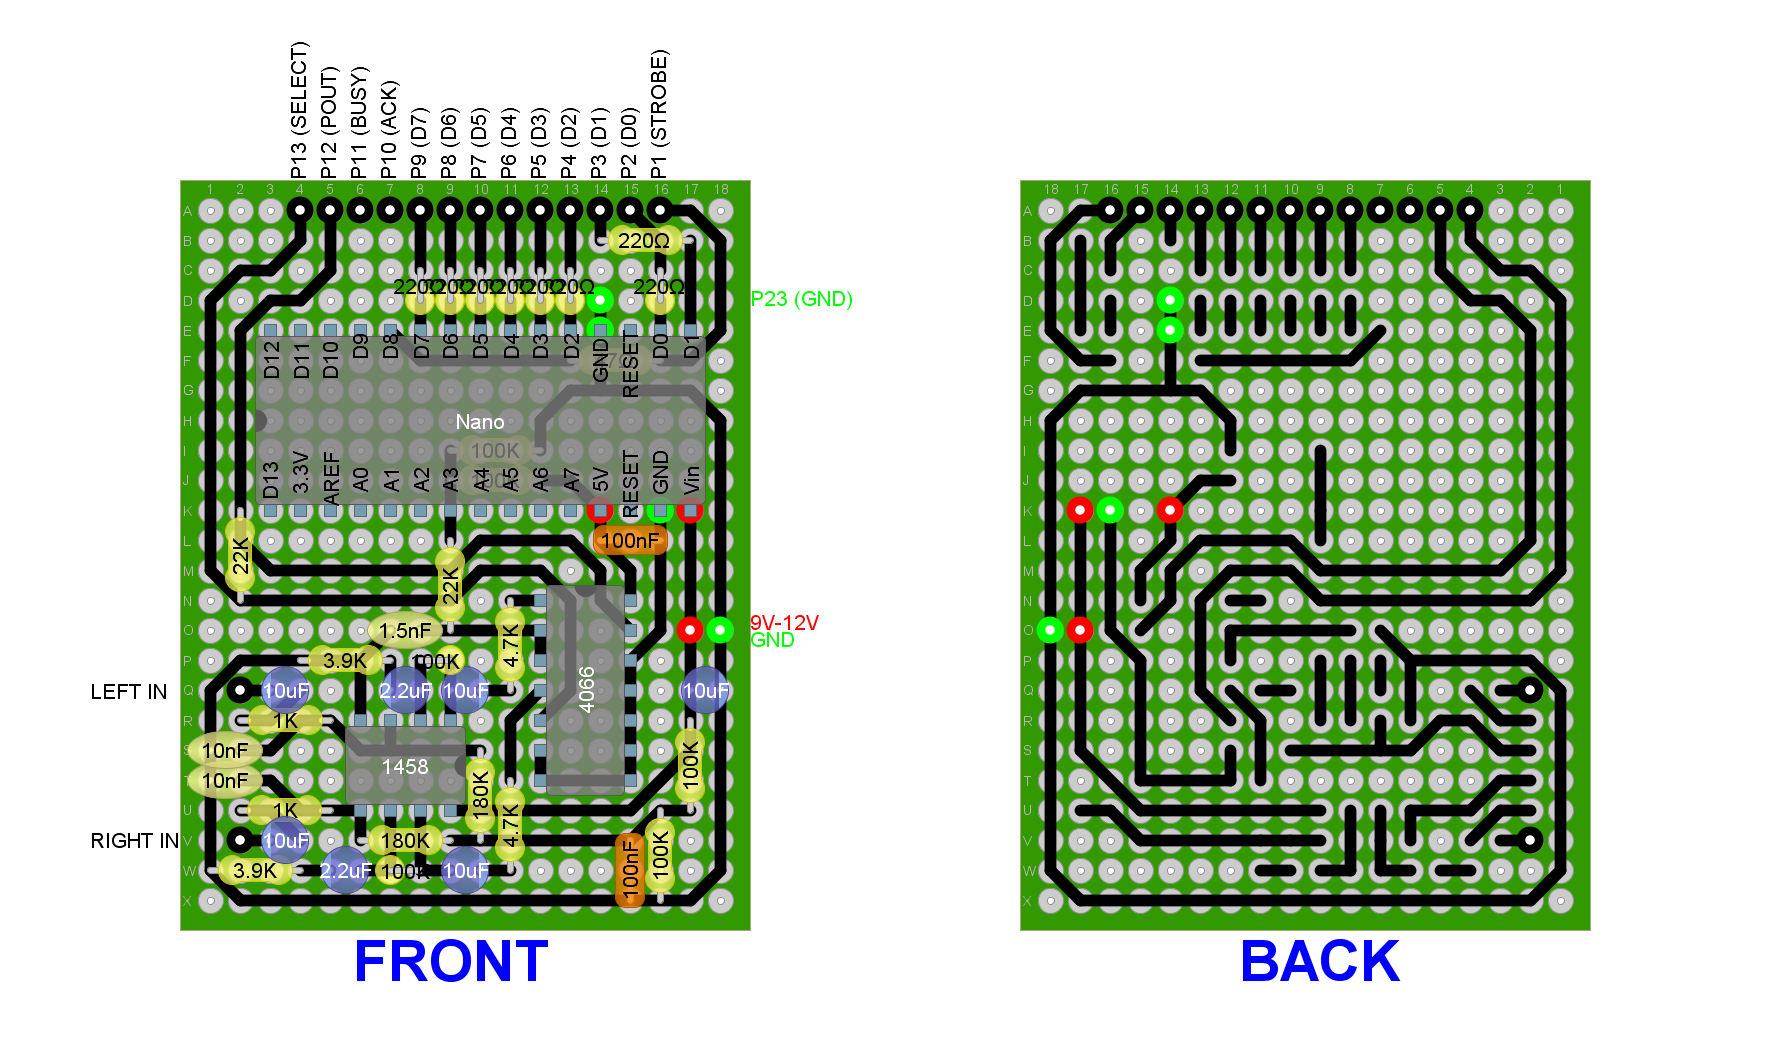 P13 (SELECT)
P12 (POUT)
P11 (BUSY)
P10 (ACK)
P9 (D7)
P8 (D6)
P7 (D5)
P6 (D4)
P5 (D3)
P4 (D2)
P3 (D1)
P2 (D0)
P1 (STROBE)
1 2 3 4 5 6 7 8 9 10 11 12 13 14 15 16 17 18
18 17 16 15 14 13 12 11 10 9 8 7 6 5 4 3 2 1
A
B
C
D
E
F
G
H
I
J
K
L
M
N
O
P
Q
R
S
T
U
V
W
X
220Ω
220Ω
220Ω
220Ω
220Ω
220Ω
220Ω
220Ω
P23 (GND)
D12 D11 D10 D9 D8 D7 D6 D5 D4 D3 D2 GND RESET D0 D1
Nano
100K
D13 3.3V AREF A0 A1 A2 A3 A4 A5 A6 A7 5V RESET GND Vin
22K
100nF
22K
9V-12V
GND
1.5nF
4.7K
3.9K
100K
4066
LEFT IN
10uF
2.2uF
10uF
10uF
1K
10nF
1458
100K
10nF
180K
1K
4.7K
RIGHT IN
10uF
180K
100nF
100K
3.9K
2.2uF
100K
10uF
A
B
C
D
E
F
G
H
I
J
K
L
M
N
O
P
Q
R
S
T
U
V
W
X
FRONT
BACK